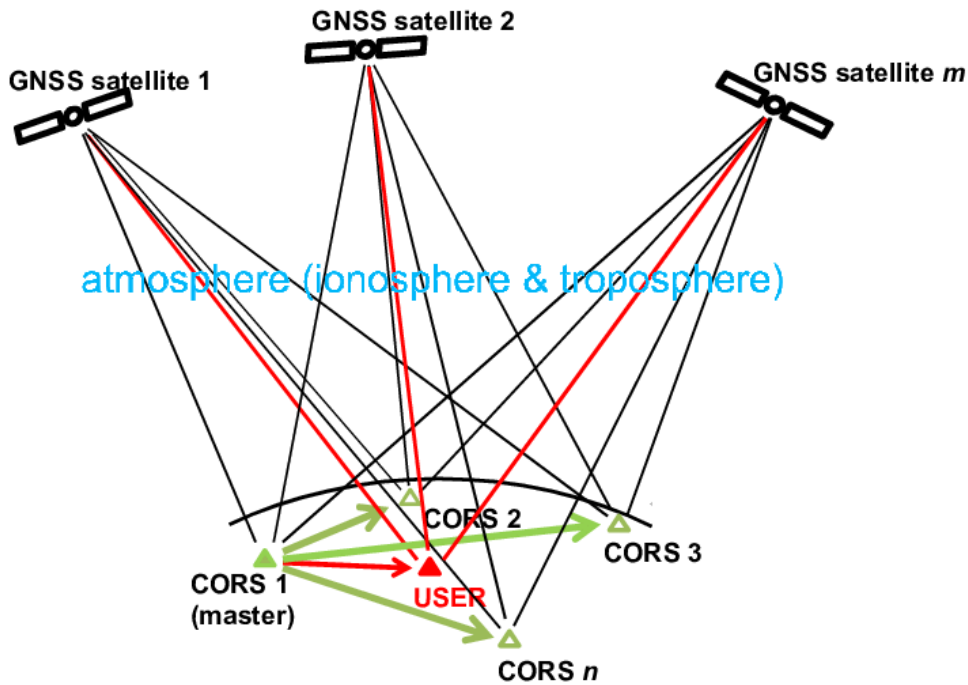 GNSS satellite 2
GNSS satellite 1
GNSS satellite m
atmosphere (ionosphere & troposphere)
CORS 2
CORS 3
CORS 1
(master)
USER
CORS n